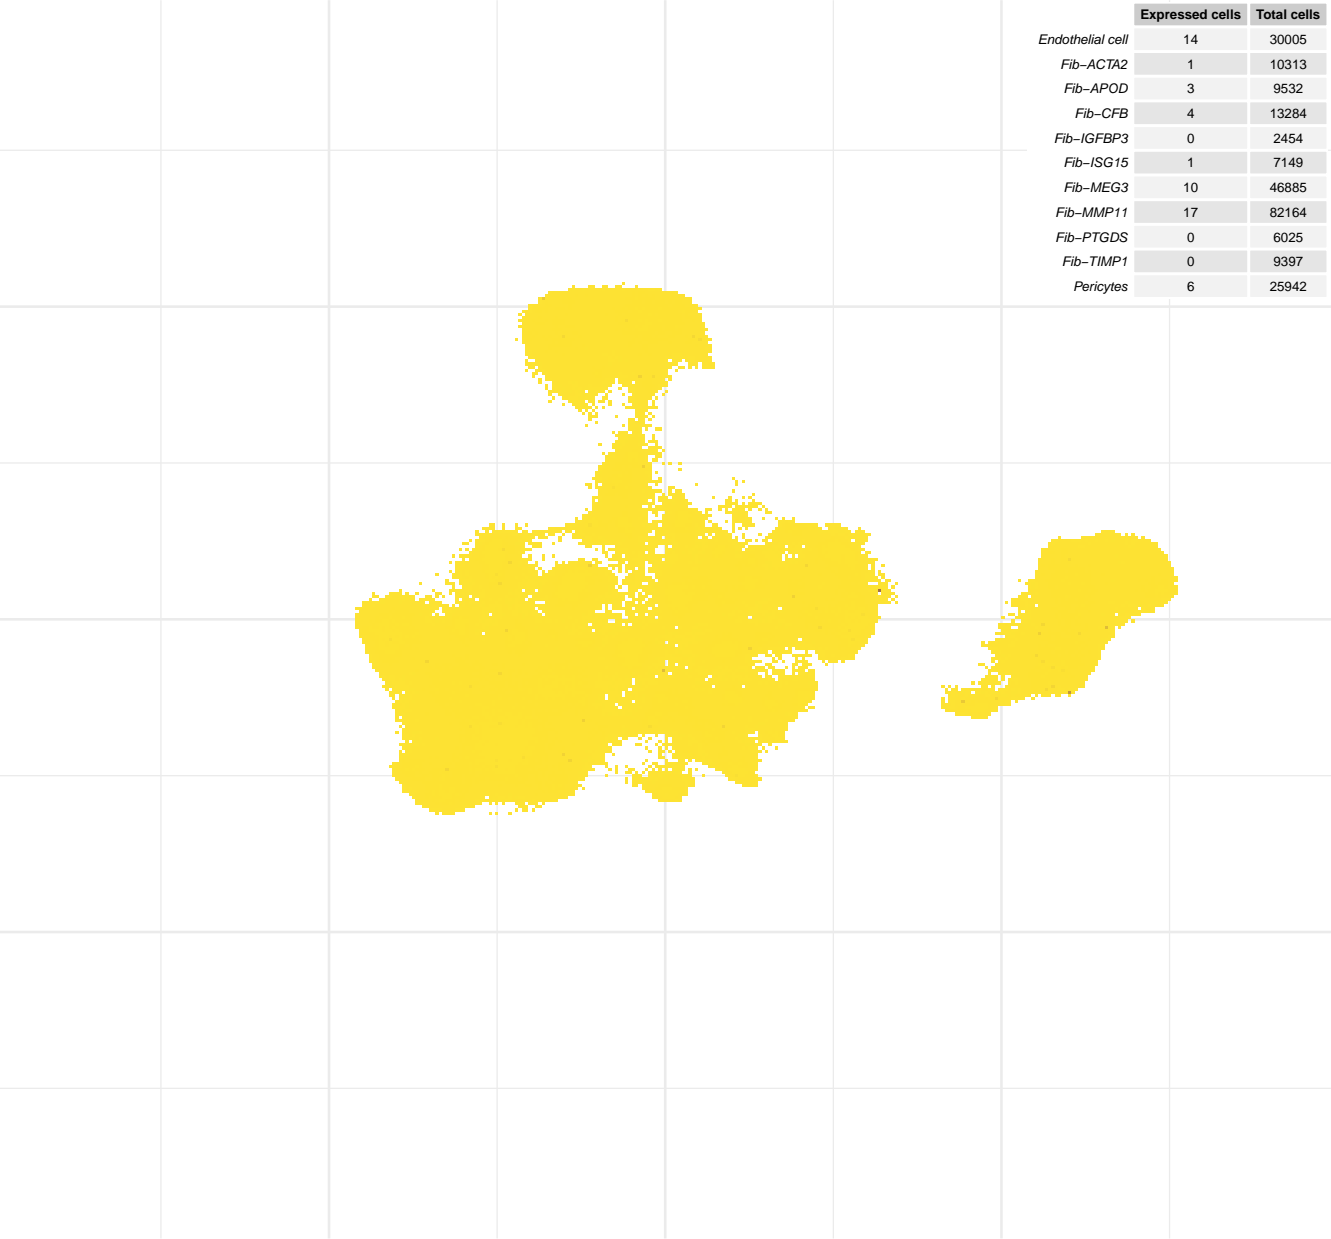 Expressed cells Total cells
Endothelial cell 14 30005
Fib−ACTA2 1 10313
Fib−APOD 3 9532
Fib−CFB 4 13284
Fib−IGFBP3 0 2454
Fib−ISG15 1 7149
Fib−MEG3 10 46885
Fib−MMP11 17 82164
Fib−PTGDS 0 6025
Fib−TIMP1 0 9397
Pericytes 6 25942